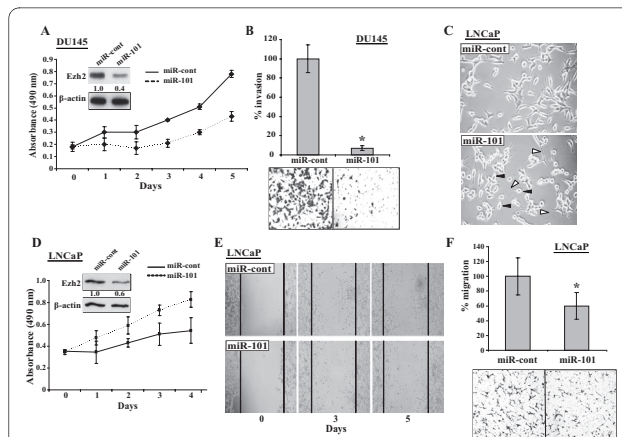 A
DU145
miR-cont
miR-101
Ezh2
1.0 0.4
β-actin
miR-cont
miR-101
Absorbance (490 nm)
0.9
0.8
0.7
0.6
0.5
0.4
0.3
0.2
0.1
0 1 2 3 4 5
Days
B
DU145
% invasion
120
100
80
60
40
20
0
*
miR-cont miR-101
C
LNCaP
miR-cont
miR-101
D
LNCaP
miR-cont
miR-101
Ezh2
1.0 0.6
β-actin
miR-cont
miR-101
Absorbance (490 nm)
1.0
0.8
0.6
0.4
0.2
0
0 1 2 3 4
Days
E
LNCaP
miR-cont
miR-101
0 3 5
Days
F
LNCaP
% migration
140
120
100
80
60
40
20
0
*
miR-cont miR-101